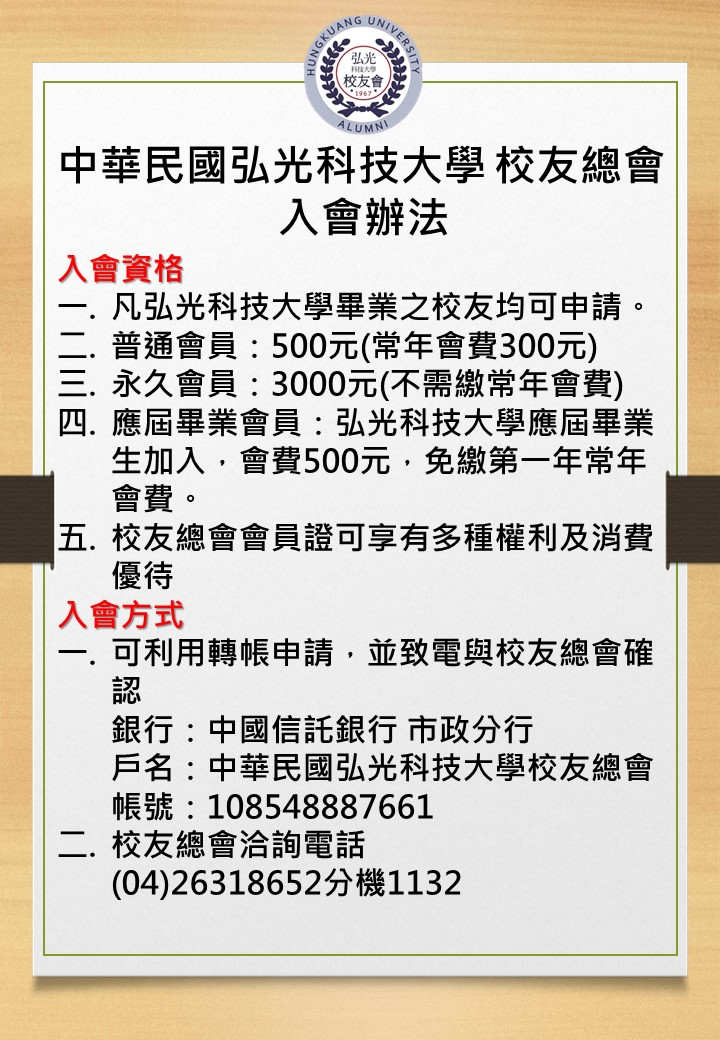 HUNGKUANG UNIVERSITY
弘光
科技大學
校友會
•1967•
ALUMNI
中華民國弘光科技大學 校友總會
入會辦法
入會資格
一. 凡弘光科技大學畢業之校友均可申請。
二. 普通會員：500元(常年會費300元)
三. 永久會員：3000元(不需繳常年會費)
四. 應屆畢業會員：弘光科技大學應屆畢業
生加入，會費500元，免繳第一年常年
會費。
五. 校友總會會員證可享有多種權利及消費
優待
入會方式
一. 可利用轉帳申請，並致電與校友總會確
認
銀行：中國信託銀行 市政分行
戶名：中華民國弘光科技大學校友總會
帳號：108548887661
二. 校友總會洽詢電話
(04)26318652分機1132